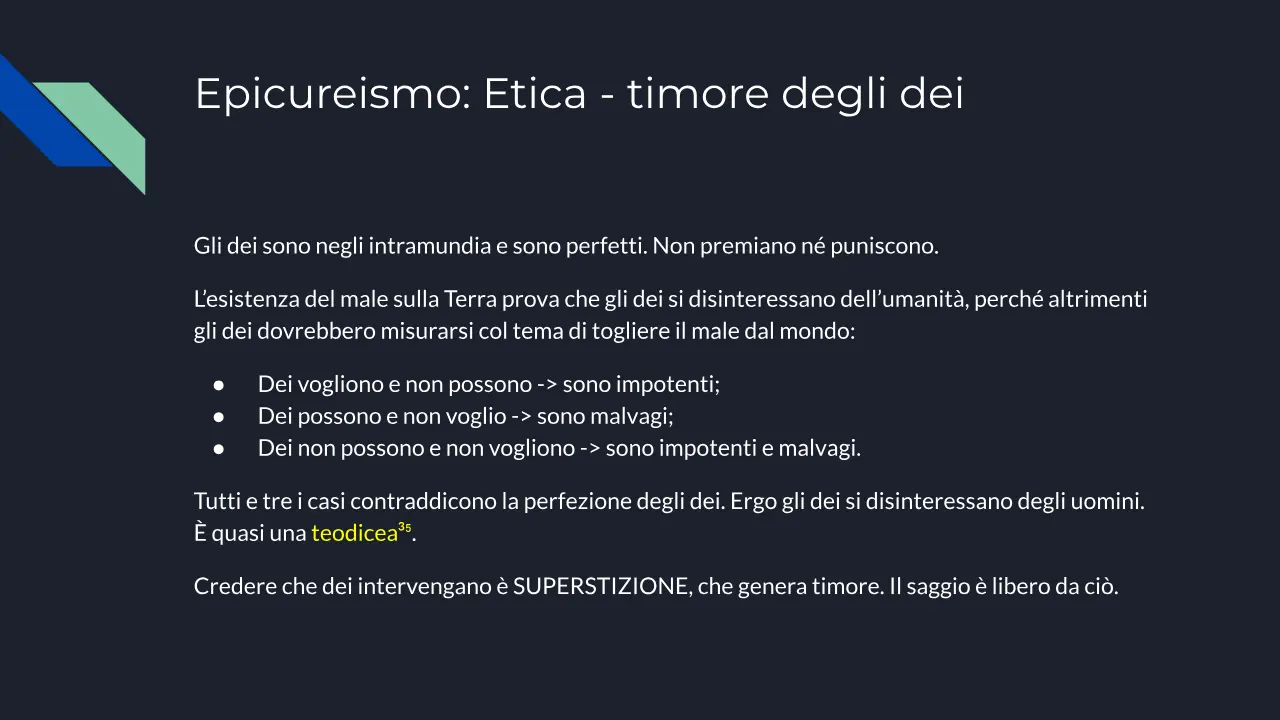 Epicureismo: Etica - timore degli dei
Gli dei sono negli intramundia e sono perfetti. Non premiano né puniscono.
L’esistenza del male sulla Terra prova che gli dei si disinteressano dell’umanità, perché altrimenti
gli dei dovrebbero misurarsi col tema di togliere il male dal mondo:
● Dei vogliono e non possono -> sono impotenti;
● Dei possono e non voglio -> sono malvagi;
● Dei non possono e non vogliono -> sono impotenti e malvagi.
Tutti e tre i casi contraddicono la perfezione degli dei. Ergo gli dei si disinteressano degli uomini.
È quasi una teodicea³⁵.
Credere che dei intervengano è SUPERSTIZIONE, che genera timore. Il saggio è libero da ciò.